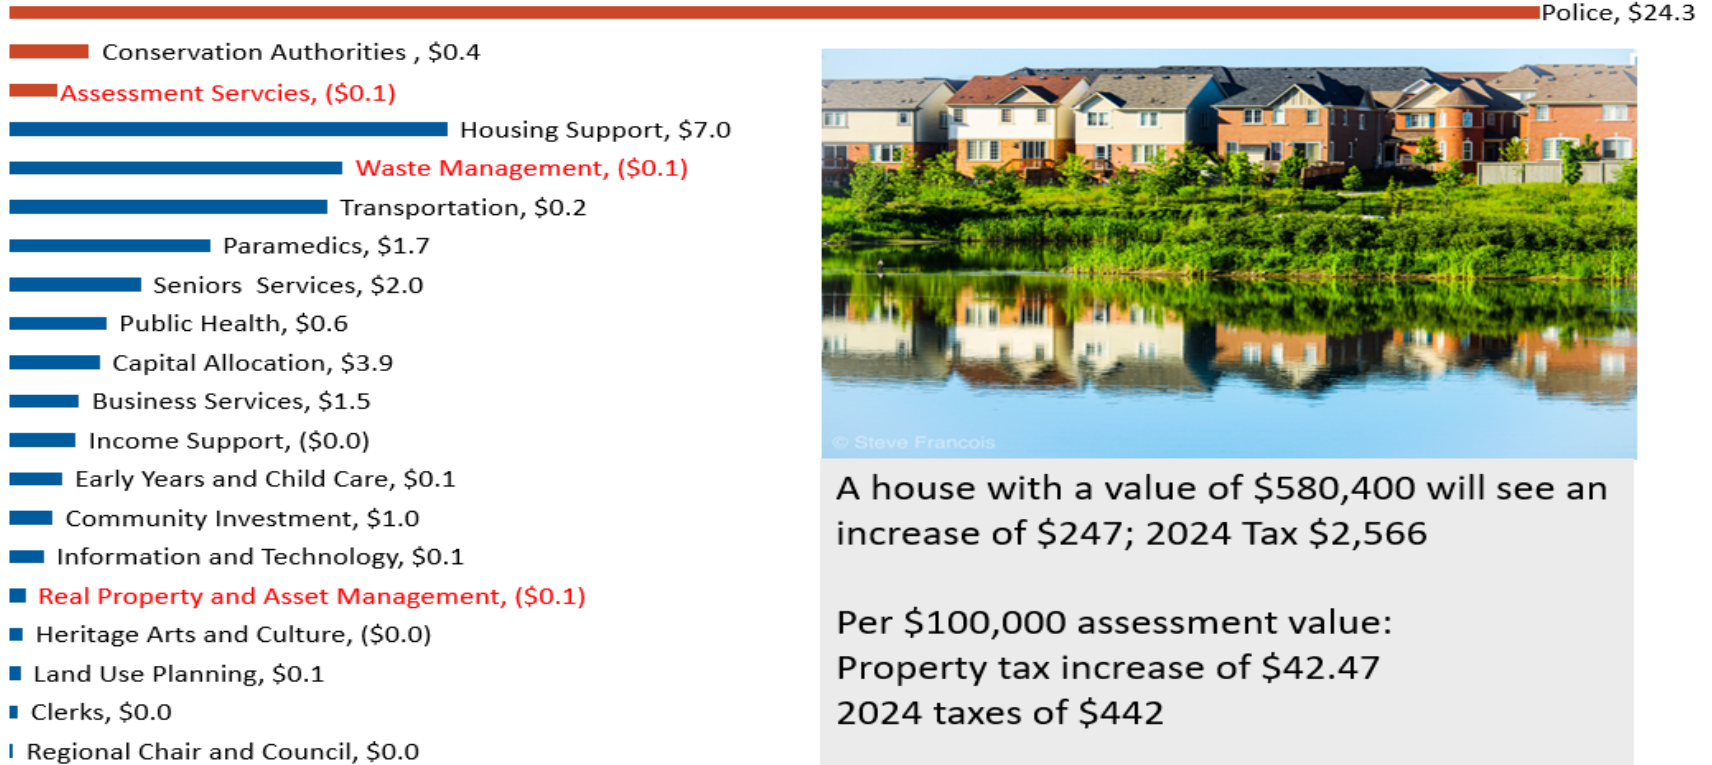 Police, $24.3
Conservation Authorities , $0.4
Assessment Servcies, ($0.1)
Housing Support, $7.0
Waste Management, ($0.1)
Transportation, $0.2
Paramedics, $1.7
Seniors  Services, $2.0
Public Health, $0.6
Capital Allocation, $3.9
Business Services, $1.5
Income Support, ($0.0)
Early Years and Child Care, $0.1
Community Investment, $1.0
Information and Technology, $0.1
Real Property and Asset Management, ($0.1)
Heritage Arts and Culture, ($0.0)
Land Use Planning, $0.1
Clerks, $0.0
Regional Chair and Council, $0.0
© Steve Francois
A house with a value of $580,400 will see an
increase of $247; 2024 Tax $2,566
Per $100,000 assessment value:
Property tax increase of $42.47
2024 taxes of $442